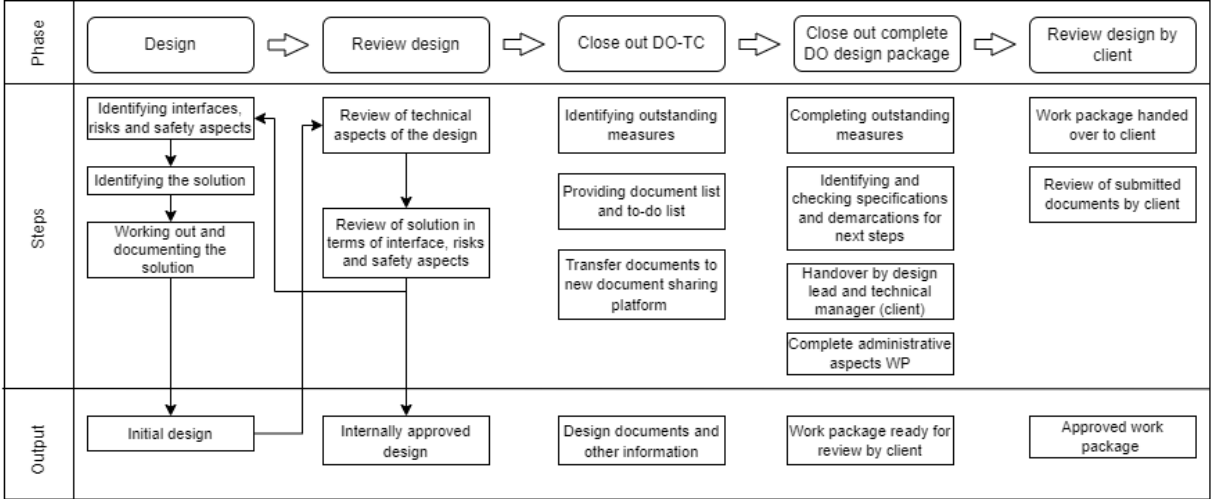 Phase
Design
Review design
Close out DO-TC
Close out complete
DO design package
Review design by
client
Steps
Identifying interfaces,
risks and safety aspects
Identifying the solution
Working out and
documenting the
solution
Review of technical
aspects of the design
Review of solution in
terms of interface, risks
and safety aspects
Identifying outstanding
measures
Providing document list
and to-do list
Transfer documents to
new document sharing
platform
Completing outstanding
measures
Identifying and
checking specifications
and demarcations for
next steps
Handover by design
lead and technical
manager (client)
Complete administrative
aspects WP
Work package handed
over to client
Review of submitted
documents by client
Output
Initial design
Internally approved
design
Design documents and
other information
Work package ready for
review by client
Approved work
package